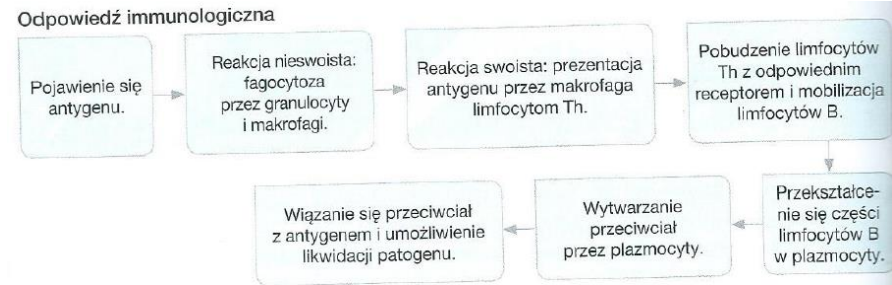 Odpowiedź immunologiczna
Pojawienie się
antygenu.
Reakcja nieswoista:
fagocytoza
przez granulocyty
i makrofagi.
Reakcja swoista: prezentacja
antygenu przez makrofaga
limfocytom Th.
Pobudzenie limfocytów
Th z odpowiednim
receptorem i mobilizacja
limfocytów B.
Przekształce-
nie się części
limfocytów B
w plazmocyty.
Wytwarzanie
przeciwciał
przez plazmocyty.
Wiązanie się przeciwciał
z antygenem i umożliwienie
likwidacji patogenu.